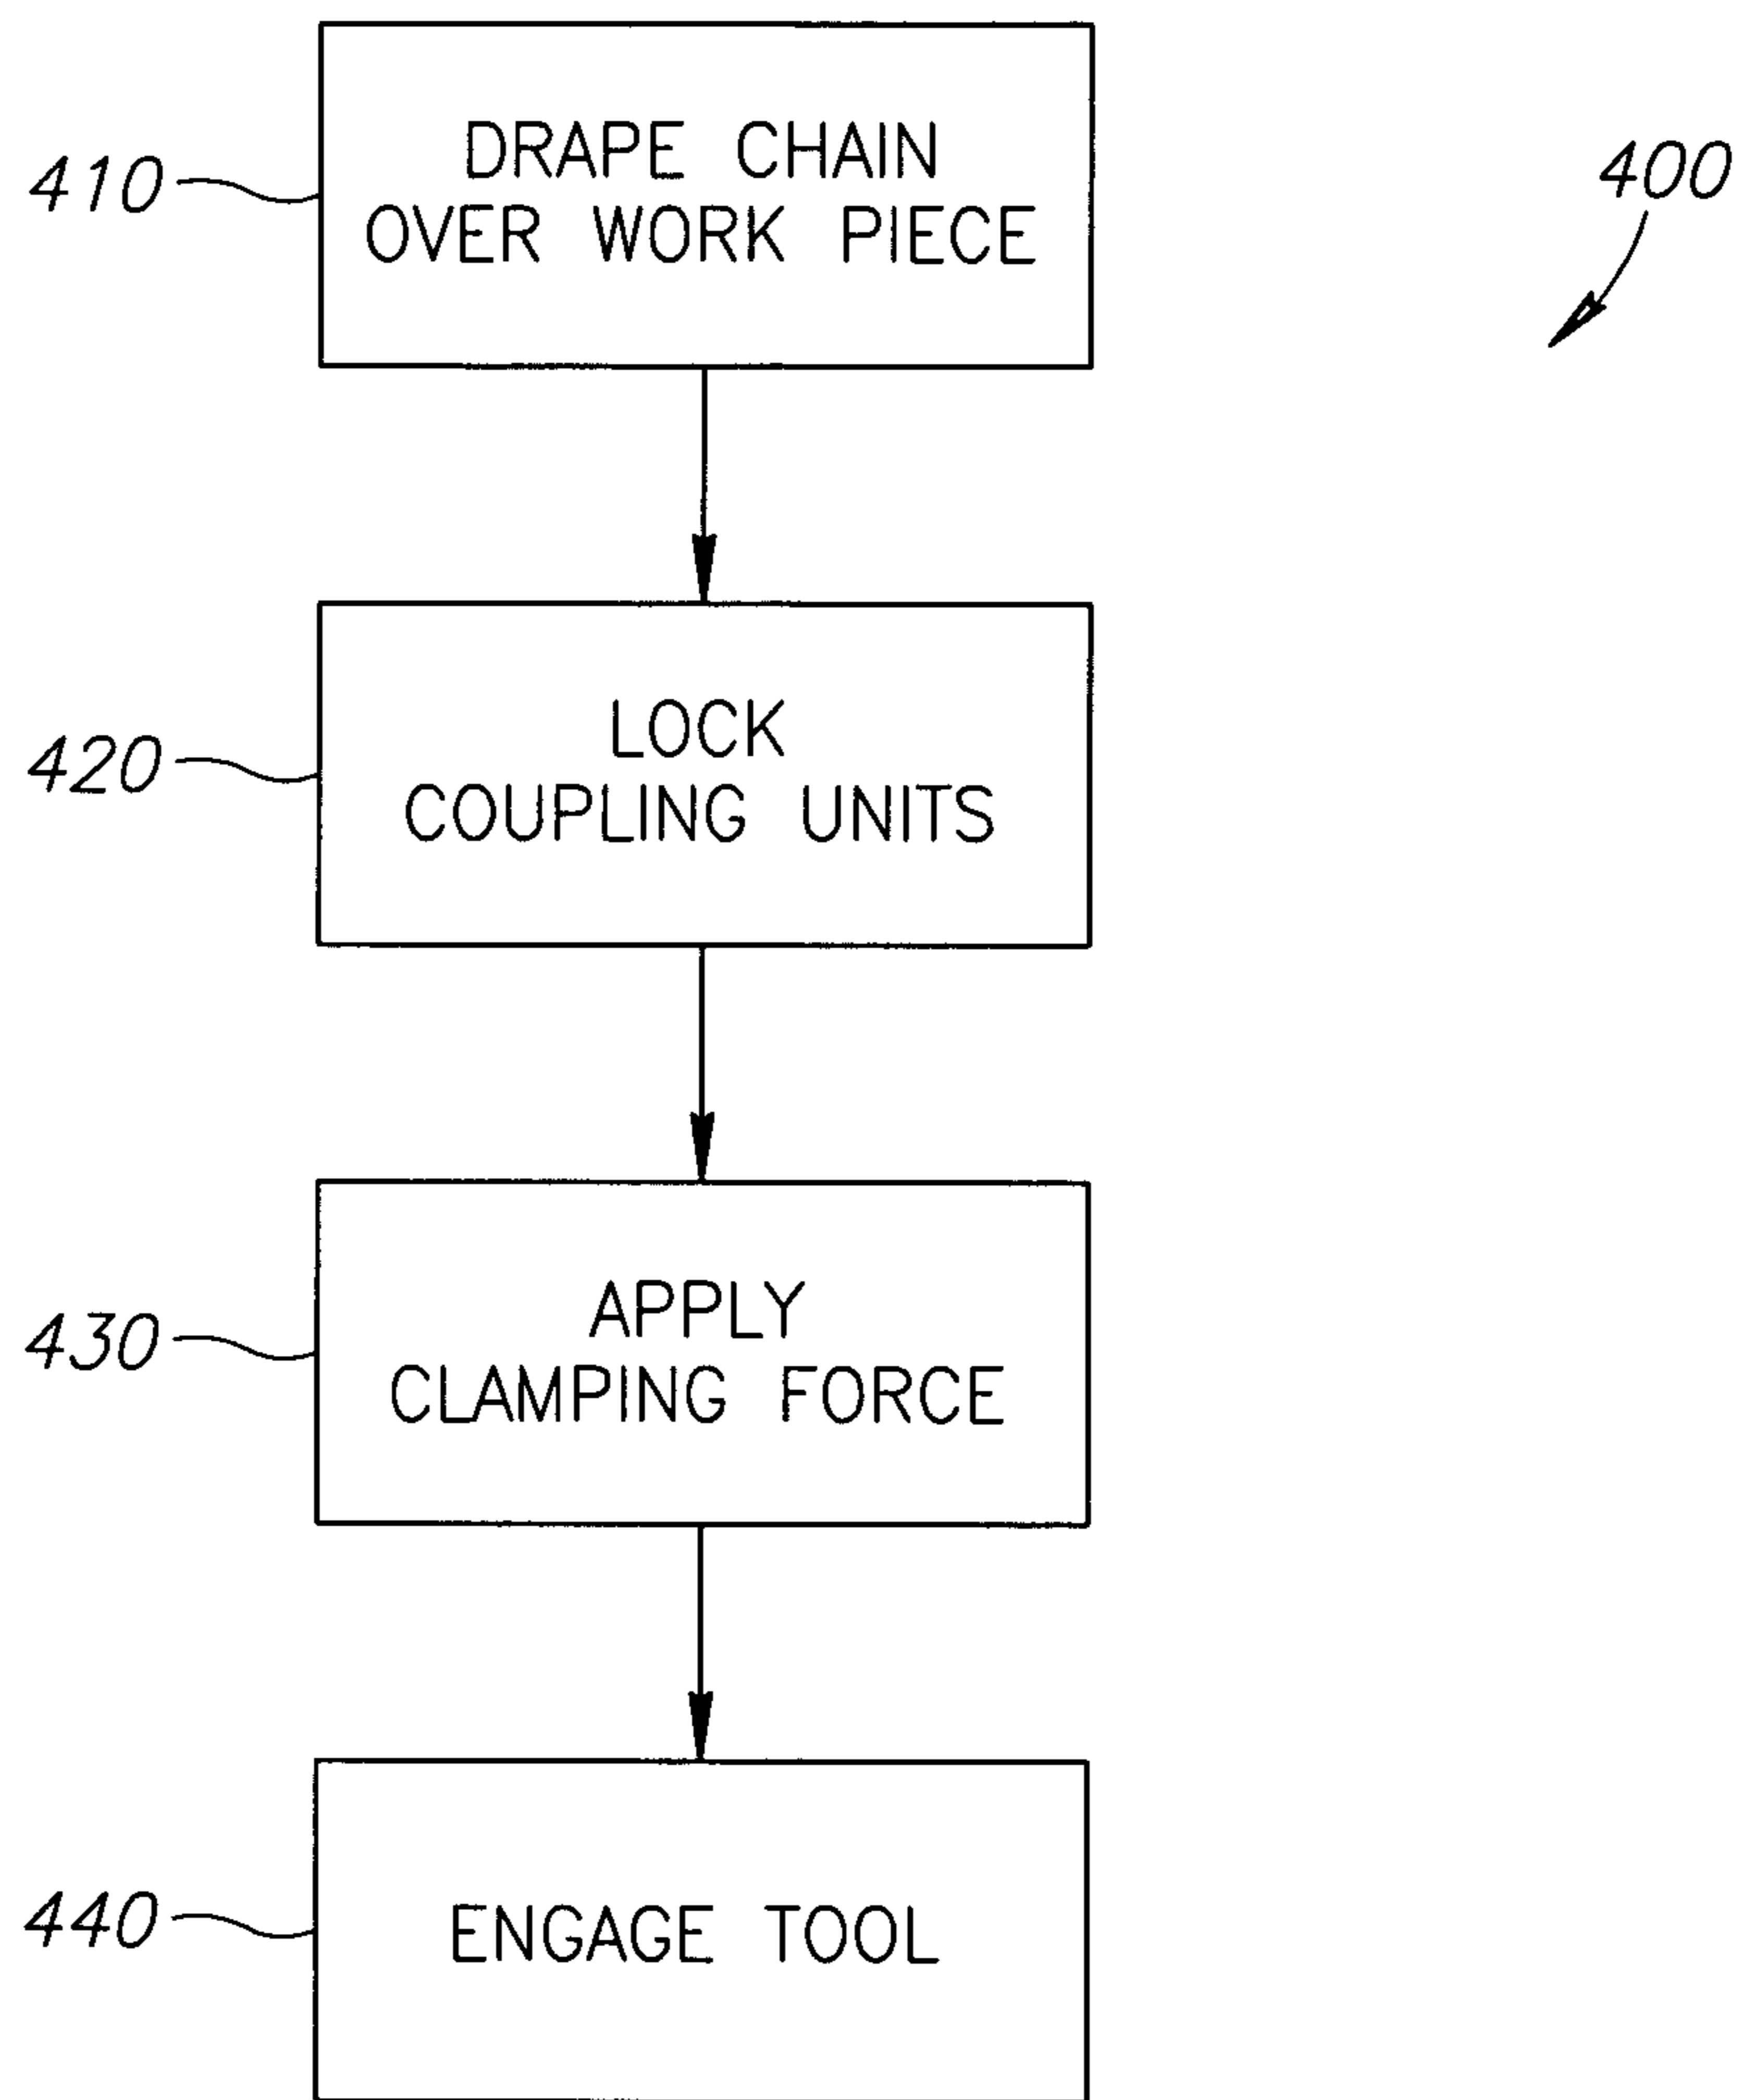 DRAPE CHAIN
OVER WORK PIECE
410
400
LOCK
COUPLING UNITS
420
APPLY
CLAMPING FORCE
430
ENGAGE TOOL
440